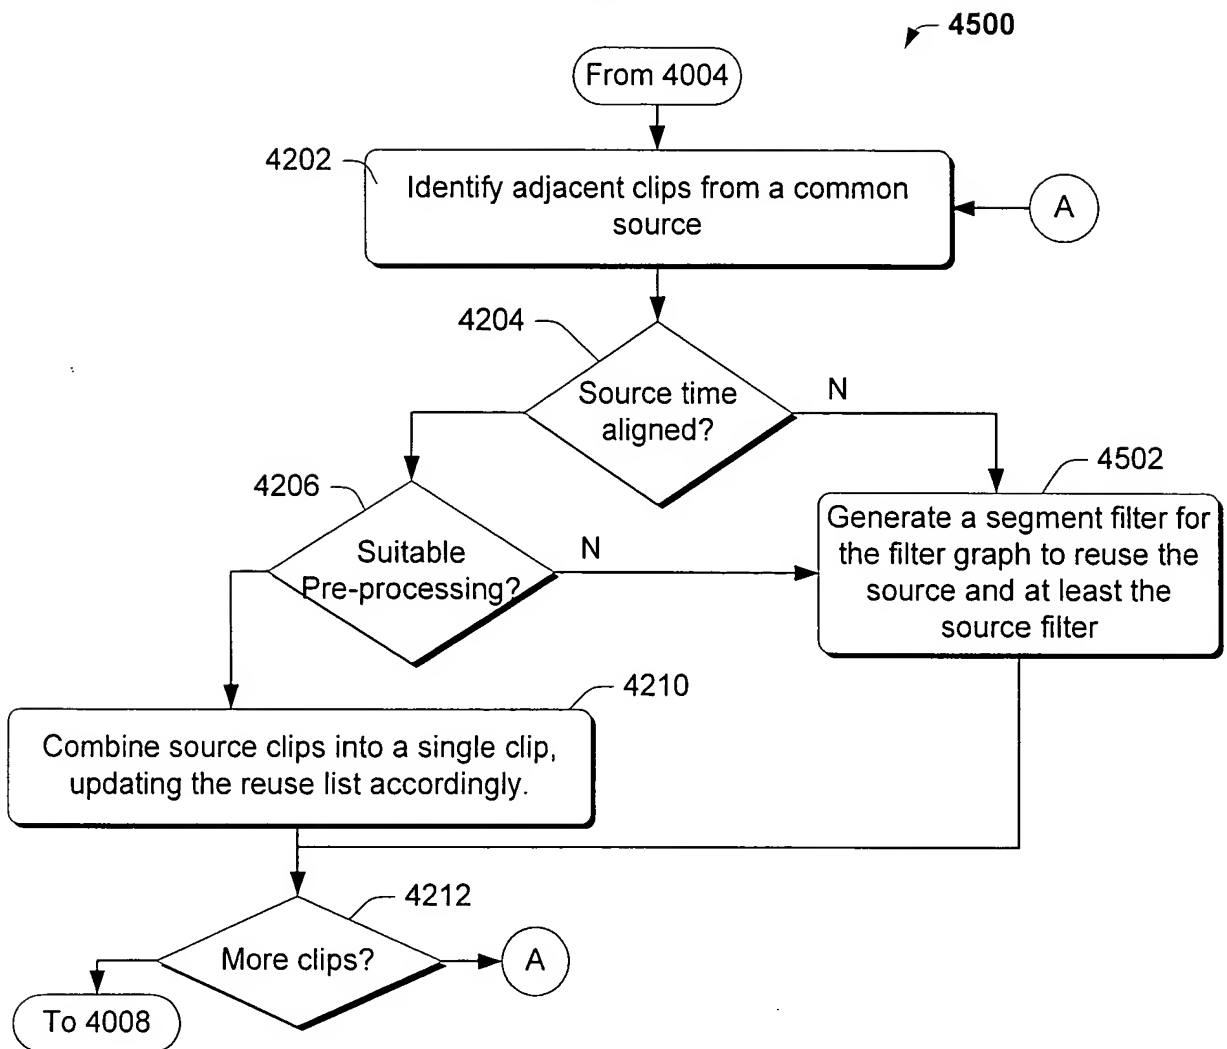 4500
From 4004
4202
Identify adjacent clips from a common
source
A
4204
Source time
aligned?
N
4502
4206
Suitable
Pre-processing?
N
Generate a segment filter for
the filter graph to reuse the
source and at least the
source filter
4210
Combine source clips into a single clip,
updating the reuse list accordingly.
4212
More clips?
A
To 4008